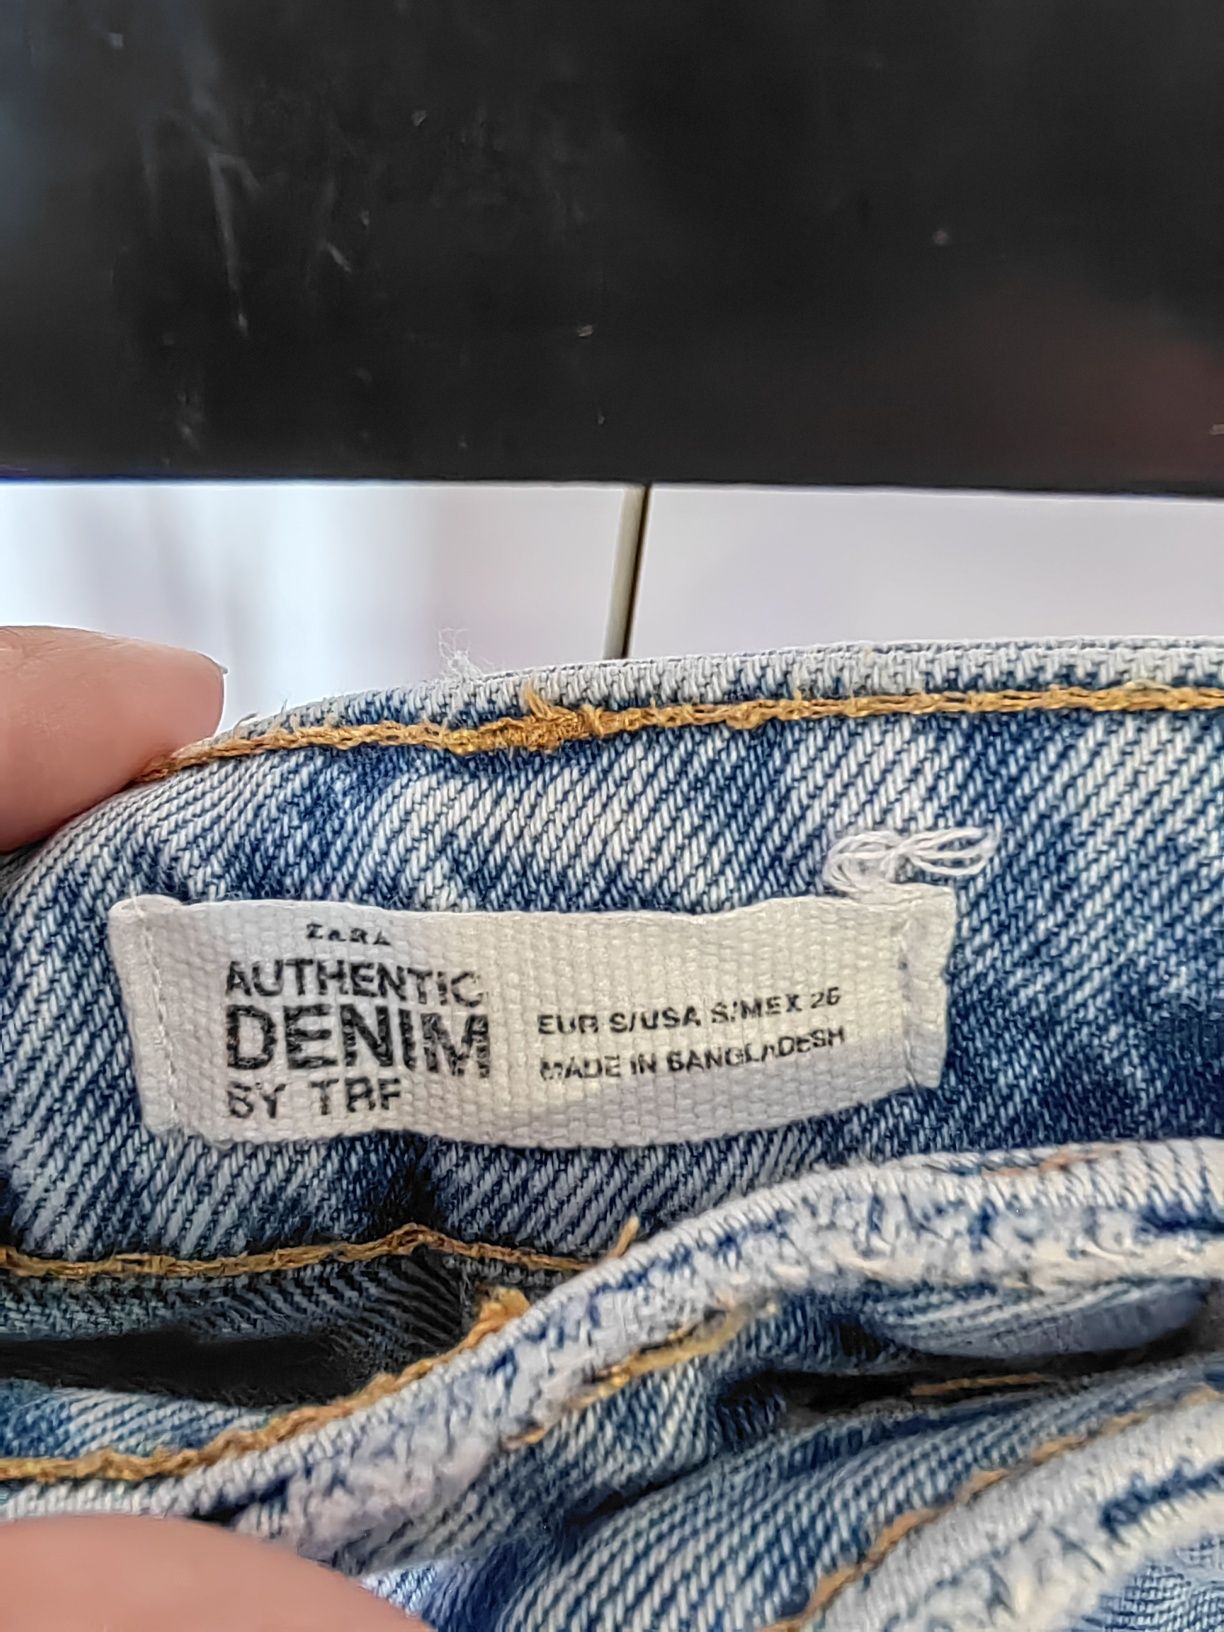 ZARA
AUTHENTIC
DENIM
BY TRF
EUR S/USA S/MEX 26
MADE IN BANGLADESH